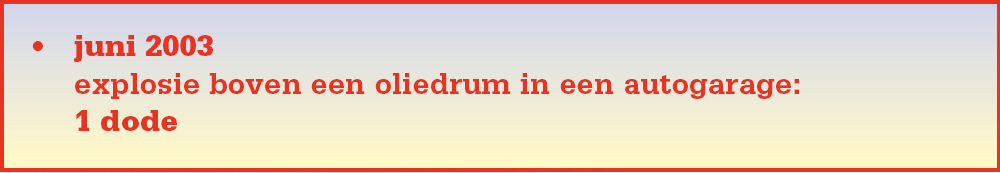 • juni 2003
explosie boven een oliedrum in een autogarage:
1 dode